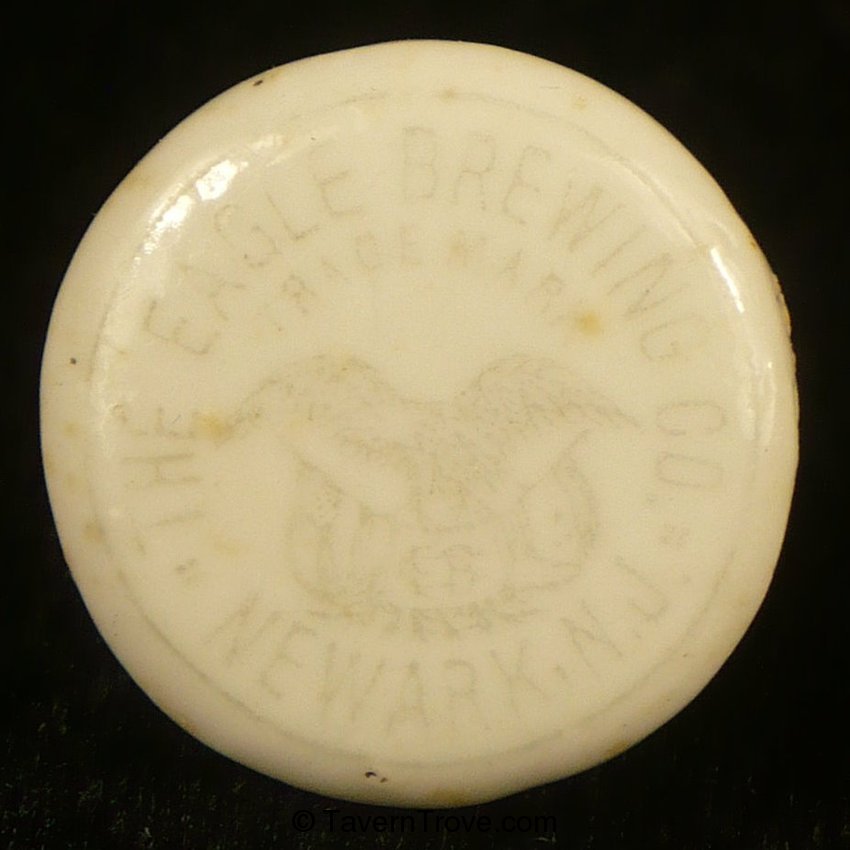 THE EAGLE BREWING CO.
TRADE MARK
NEWARK, N.J.
© TavernTrove.com